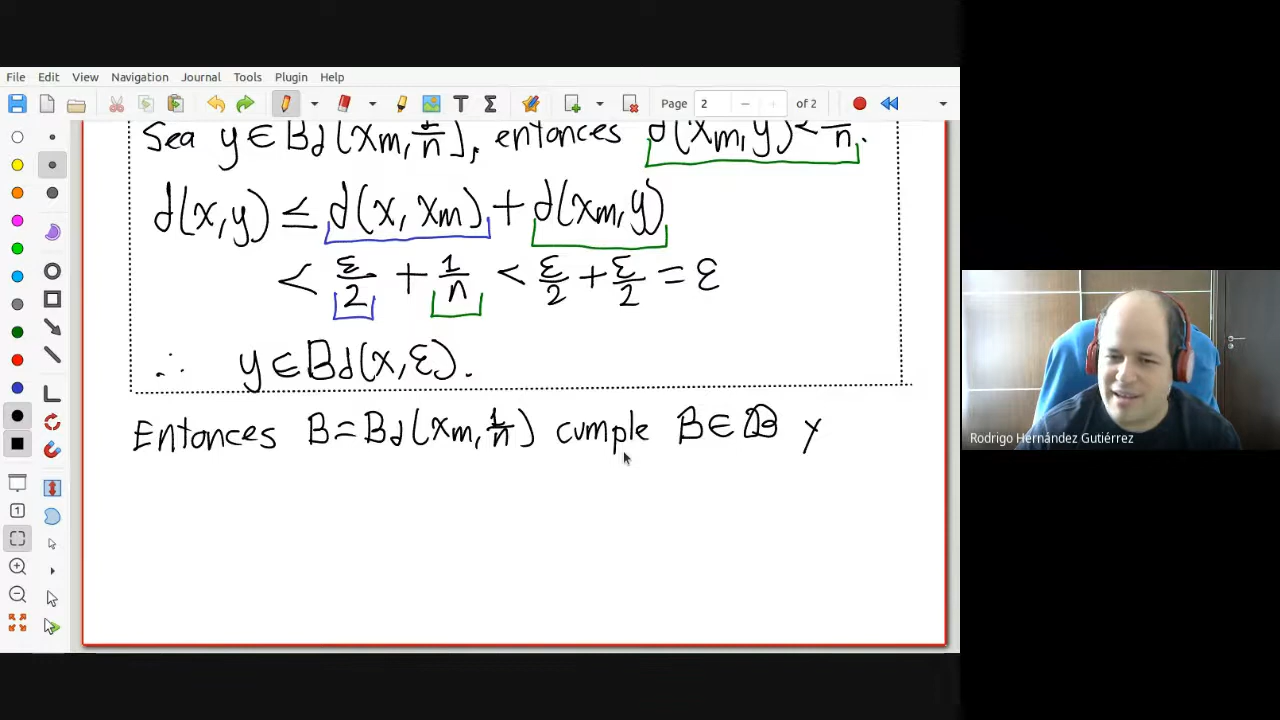 File Edit View Navigation Journal Tools Plugin Help
Page 2 of 2
Sea y ∈ Bd(xm, 1/n), entonces d(xm, y) < 1/n.
d(x, y) ≤ d(x, xm) + d(xm, y)
< ε/2 + 1/n < ε/2 + ε/2 = ε
∴ y ∈ Bd(x, ε).
Entonces B = Bd(xm, 1/n) cumple B ∈ 𝔹 y
Rodrigo Hernández Gutiérrez